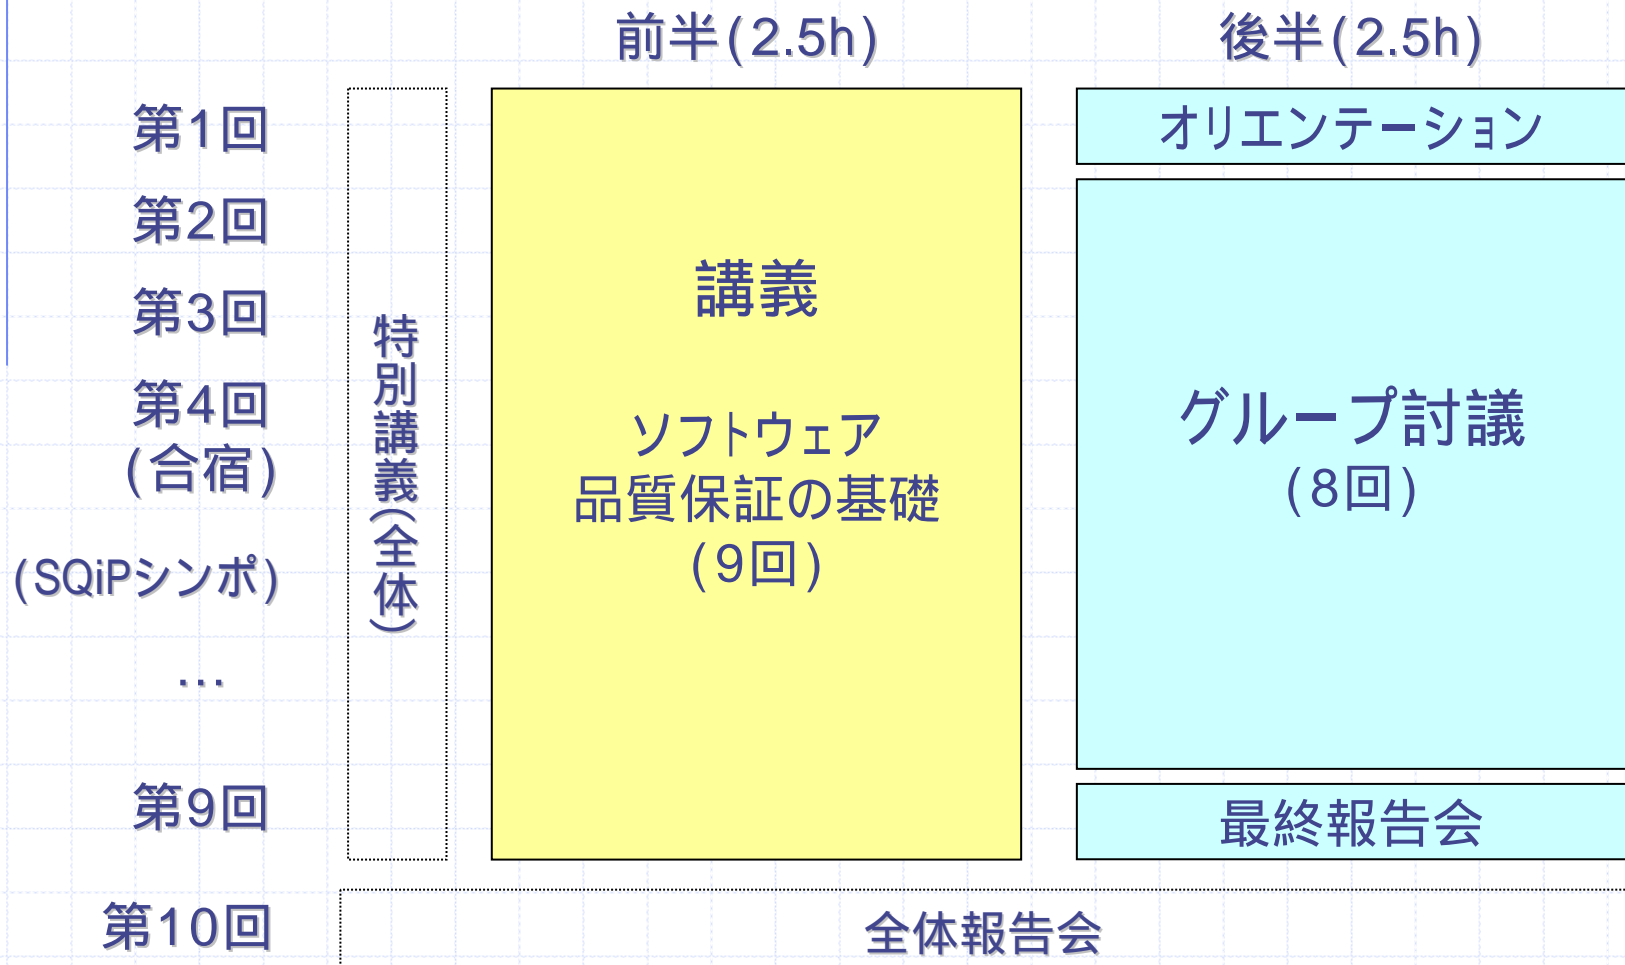 前半(2.5h)
後半(2.5h)
第1回
第2回
第3回
第4回
(合宿)
(SQiPシンポ)
…
第9回
第10回
特別講義(全体)
講義
ソフトウェア
品質保証の基礎
(9回)
オリエンテーション
グループ討議
(8回)
最終報告会
全体報告会